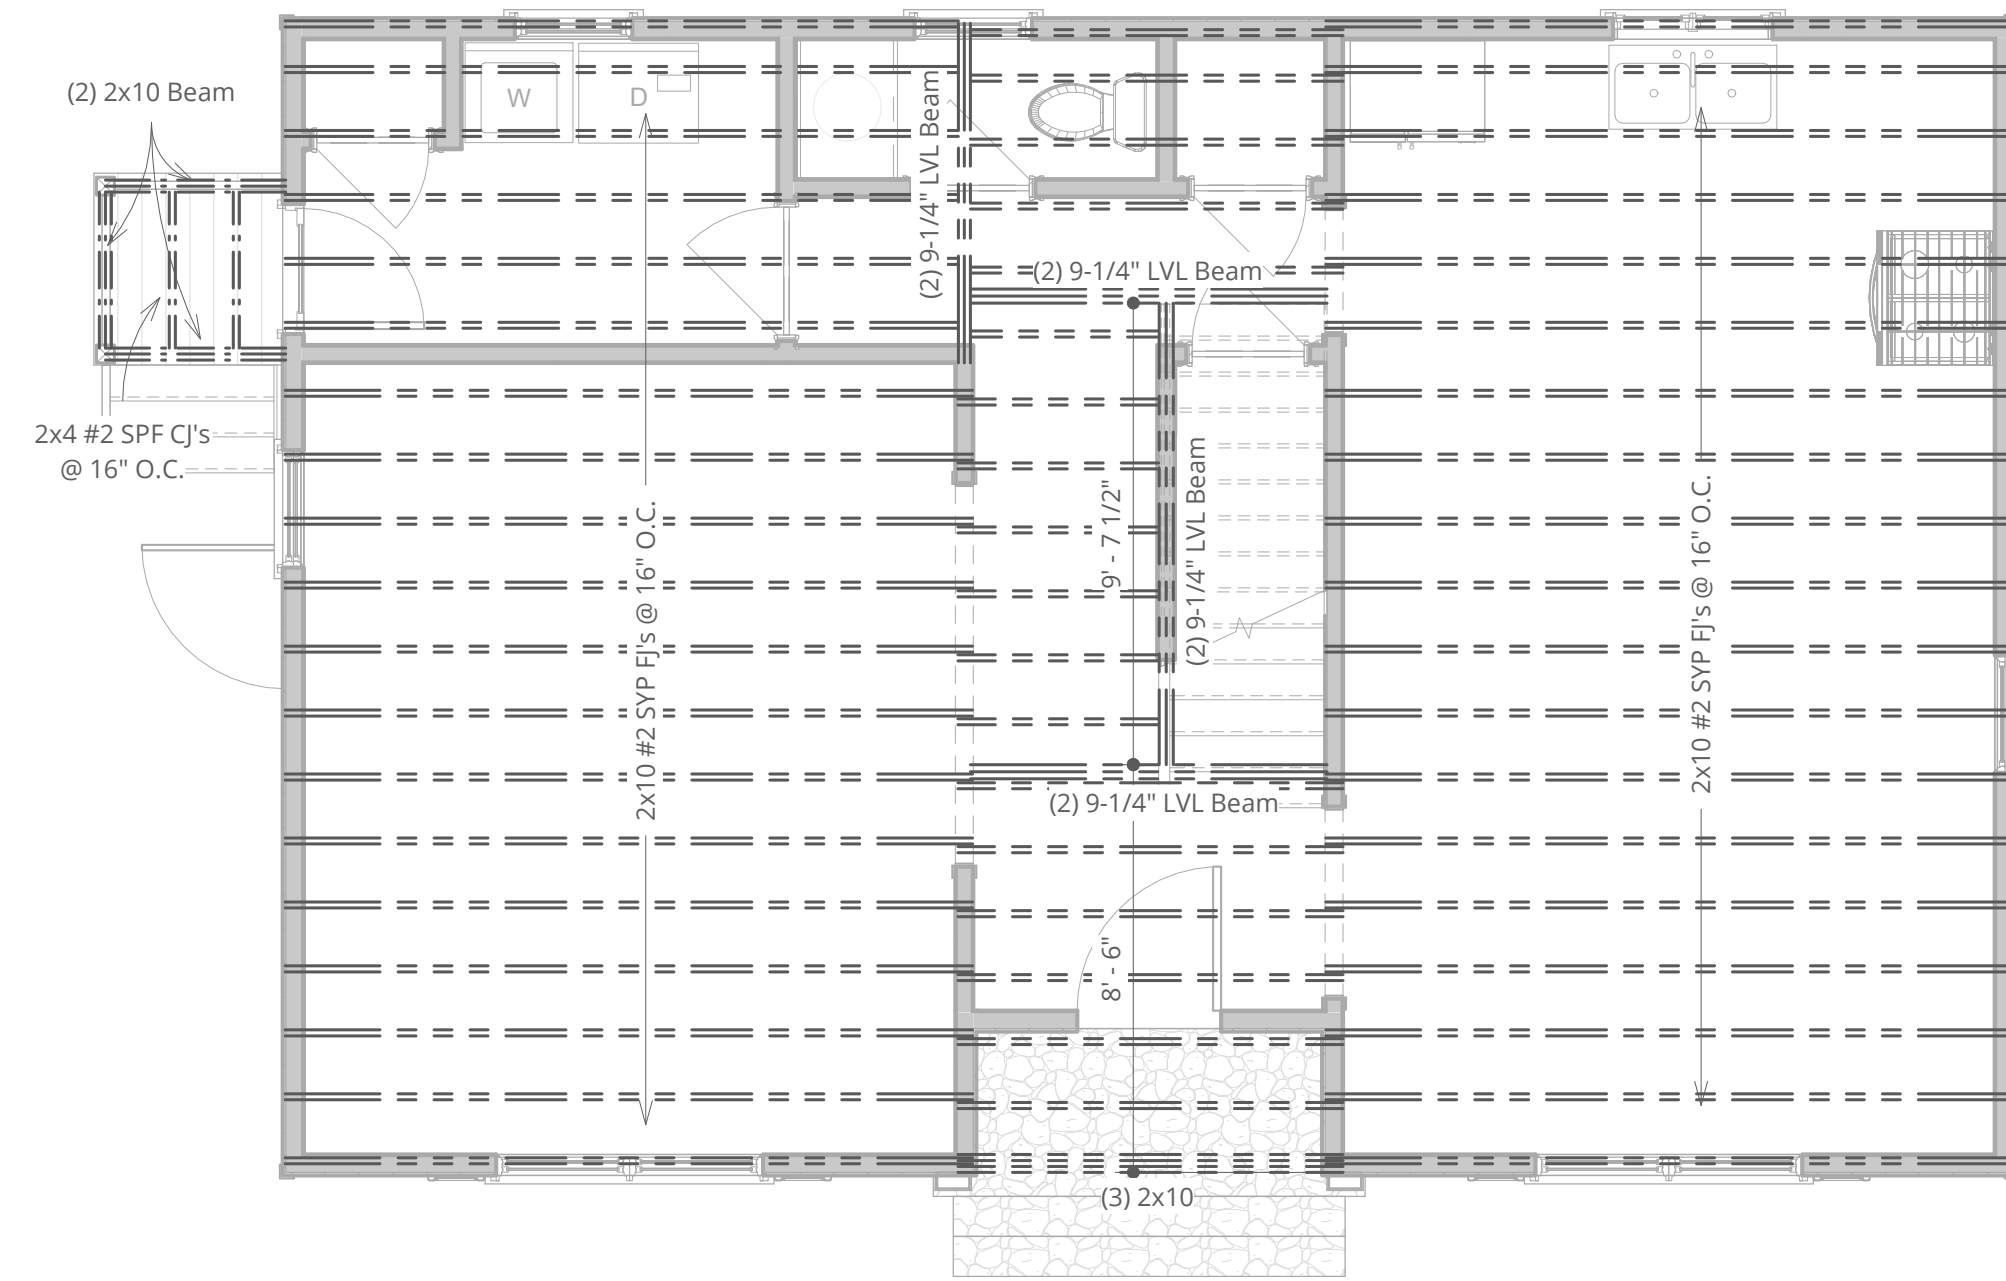 (2) 2x10 Beam
W
D
(2) 9-1/4" LVL Beam
(2) 9-1/4" LVL Beam
2x4 #2 SPF CJ's
@ 16" O.C.
9' - 7 1/2"
(2) 9-1/4" LVL Beam
2x10 #2 SYP FJ's @ 16" O.C.
2x10 #2 SYP FJ's @ 16" O.C.
(2) 9-1/4" LVL Beam
8' - 6"
(3) 2x10